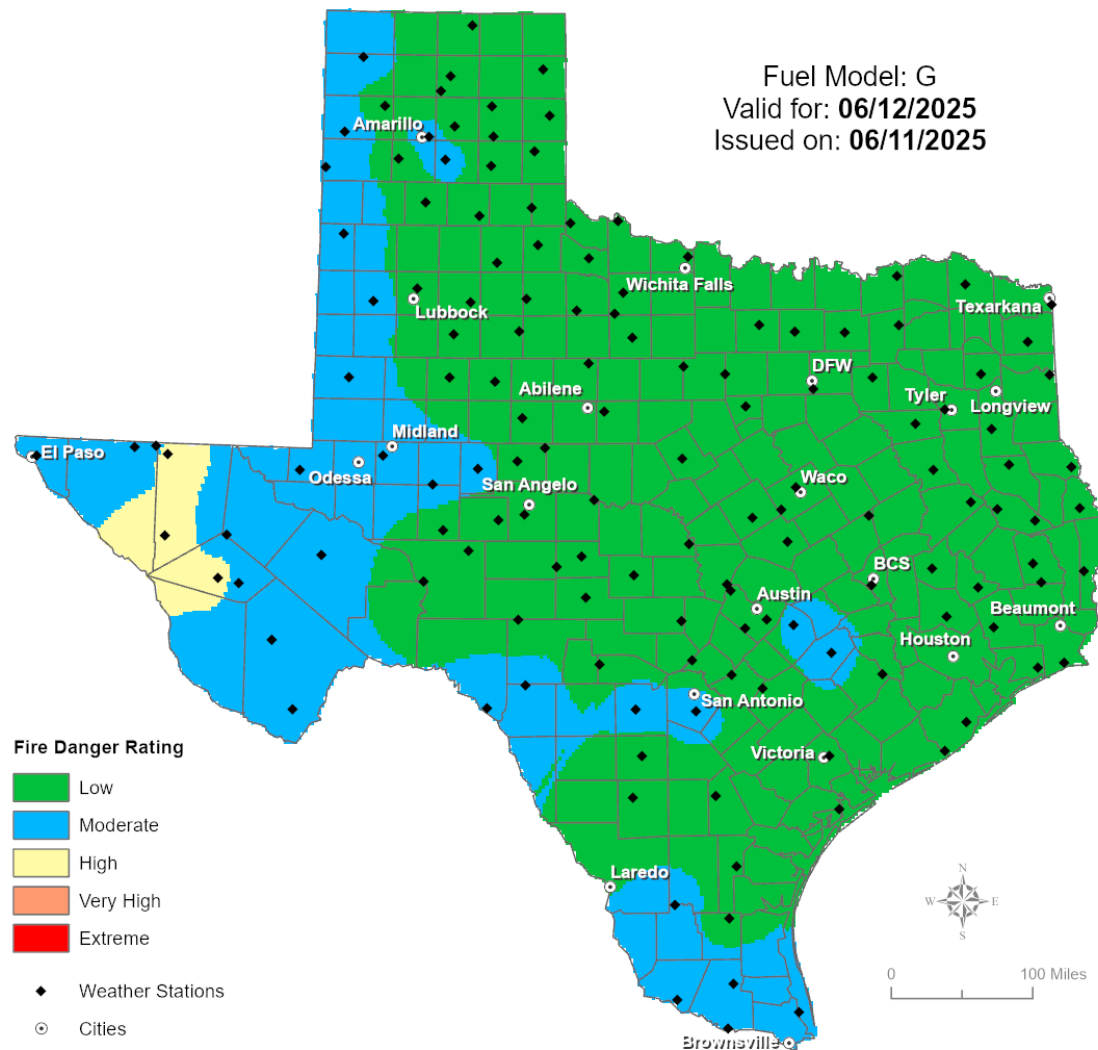 Fuel Model: G
Valid for: 06/12/2025
Issued on: 06/11/2025
Amarillo
Wichita Falls
Lubbock
Texarkana
DFW
Abilene
Tyler
Longview
Midland
El Paso
Odessa
San Angelo
Waco
BCS
Austin
Beaumont
Houston
San Antonio
Victoria
Fire Danger Rating
Low
Moderate
High
Very High
Extreme
Laredo
N
W
E
S
0
100 Miles
Weather Stations
Cities
Brownsville